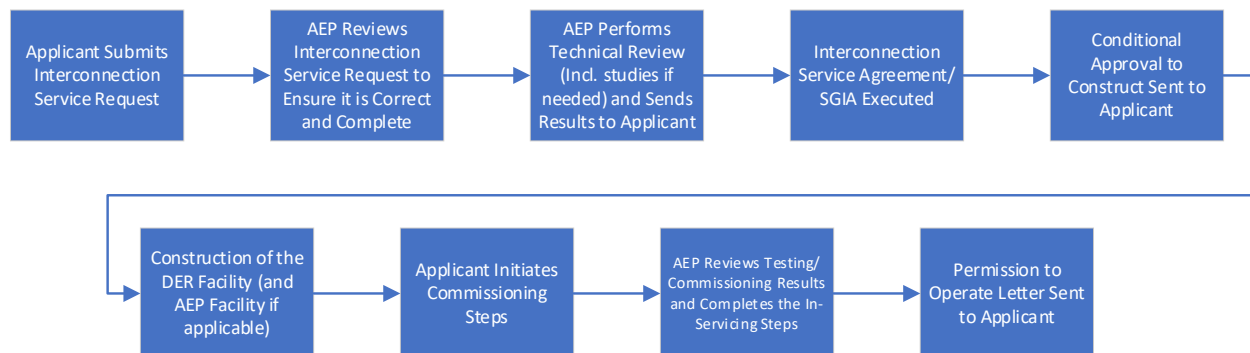 Applicant Submits
Interconnection
Service Request
AEP Reviews
Interconnection
Service Request to
Ensure it is Correct
and Complete
AEP Performs
Technical Review
(Incl. studies if
needed) and Sends
Results to Applicant
Interconnection
Service Agreement/
SGIA Executed
Conditional
Approval to
Construct Sent to
Applicant
Construction of the
DER Facility (and
AEP Facility if
applicable)
Applicant Initiates
Commissioning
Steps
AEP Reviews Testing/
Commissioning Results
and Completes the In-
Servicing Steps
Permission to
Operate Letter Sent
to Applicant